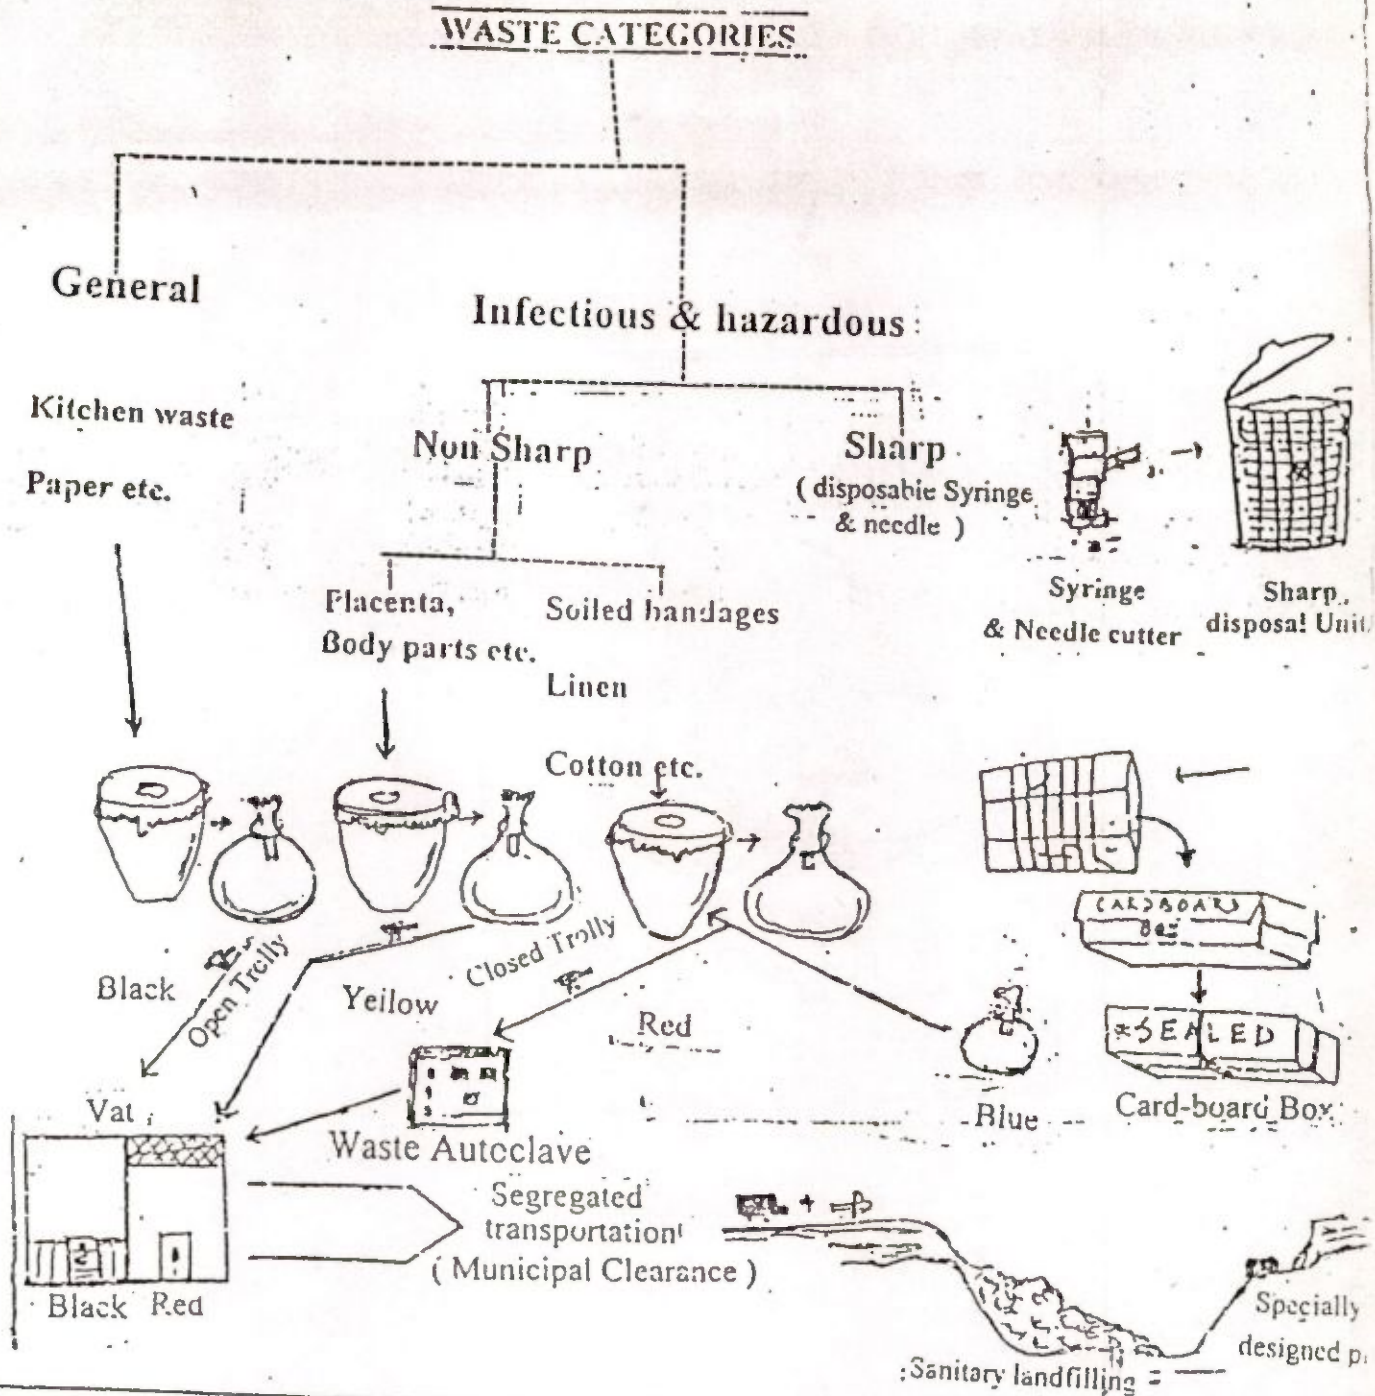 WASTE CATEGORIES
General
Infectious & hazardous
Kitchen waste
Paper etc.
Non Sharp
Sharp
( disposable Syringe
& needle )
Syringe
& Needle cutter
Sharp
disposal Unit
Placenta,
Body parts etc.
Soiled bandages
Linen
Cotton etc.
CARDBOARD
BOX
SEALED
Black
Open Trolly
Yellow
Closed Trolly
Red
Blue
Card-board Box
Vat
Waste Autoclave
Black Red
Segregated
transportation
( Municipal Clearance )
Sanitary landfilling
Specially
designed